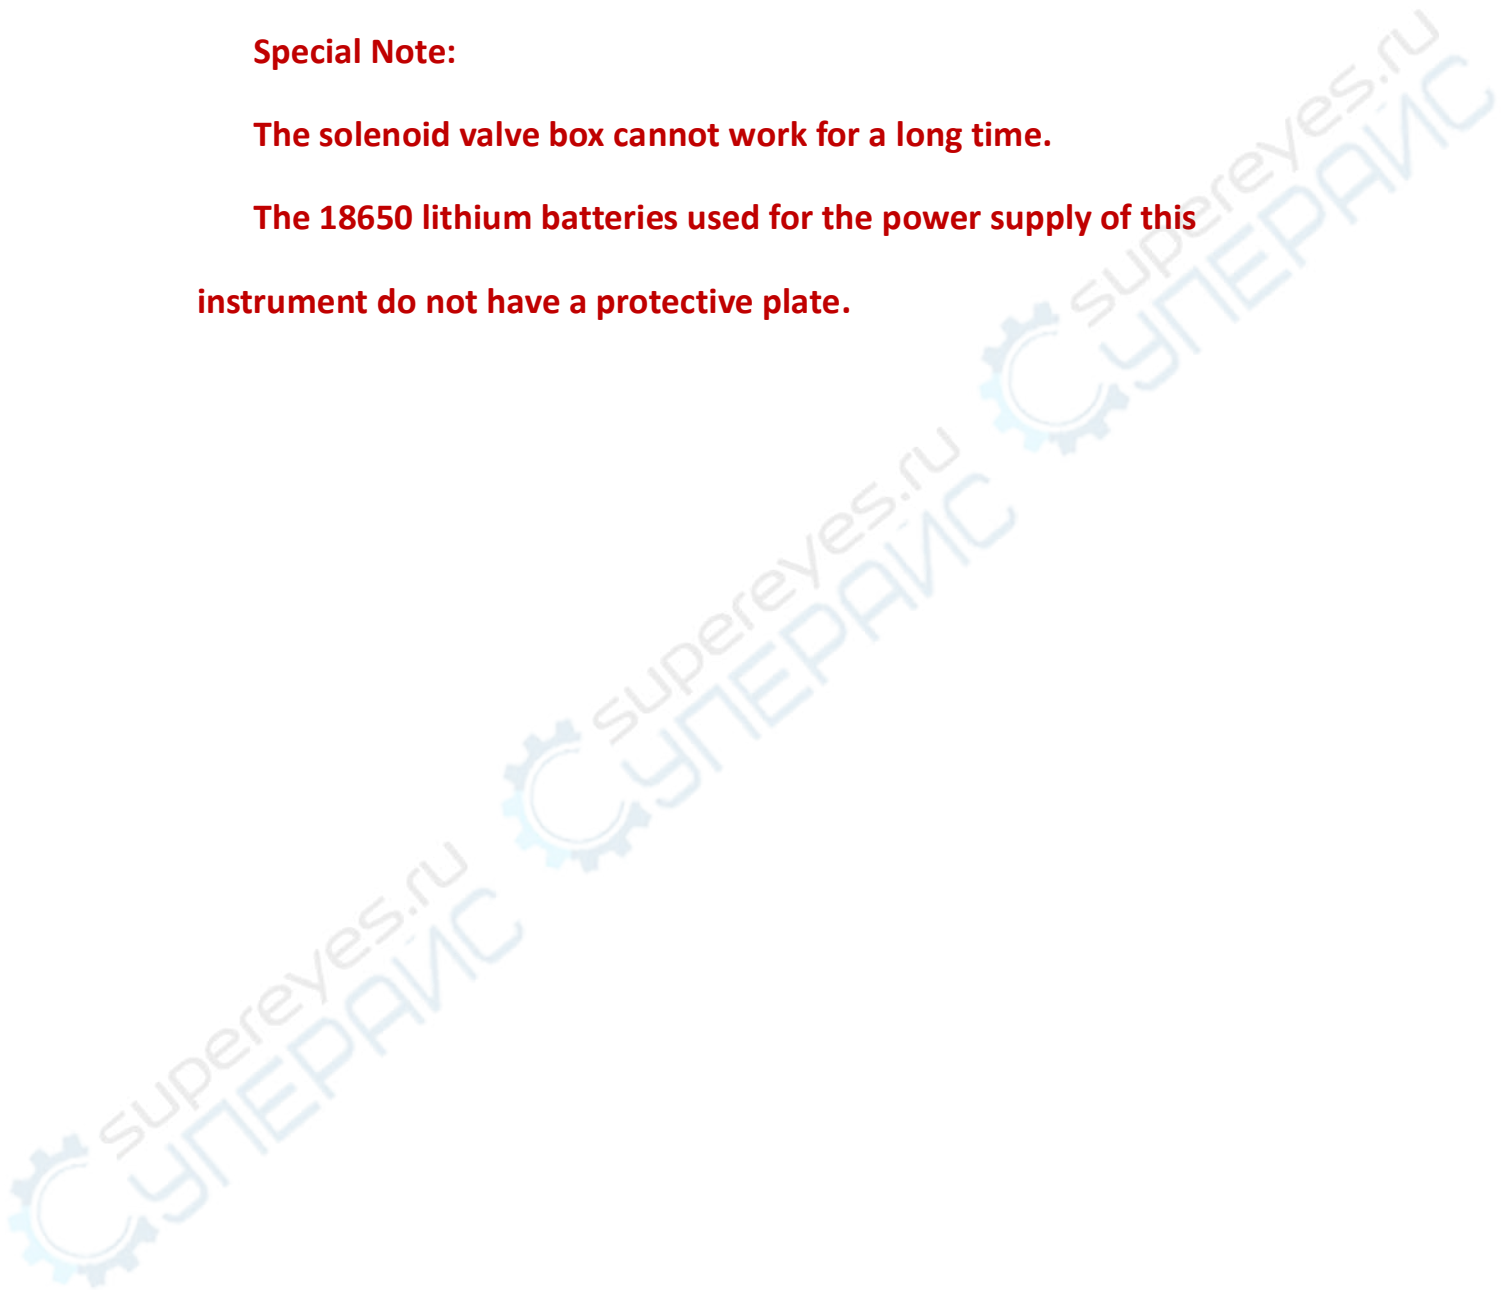 Special Note:
The solenoid valve box cannot work for a long time.
The 18650 lithium batteries used for the power supply of this
instrument do not have a protective plate.
supereyes.ru
СУПЕРАЙС
supereyes.ru
СУПЕРАЙС
supereyes.ru
СУПЕРАЙС